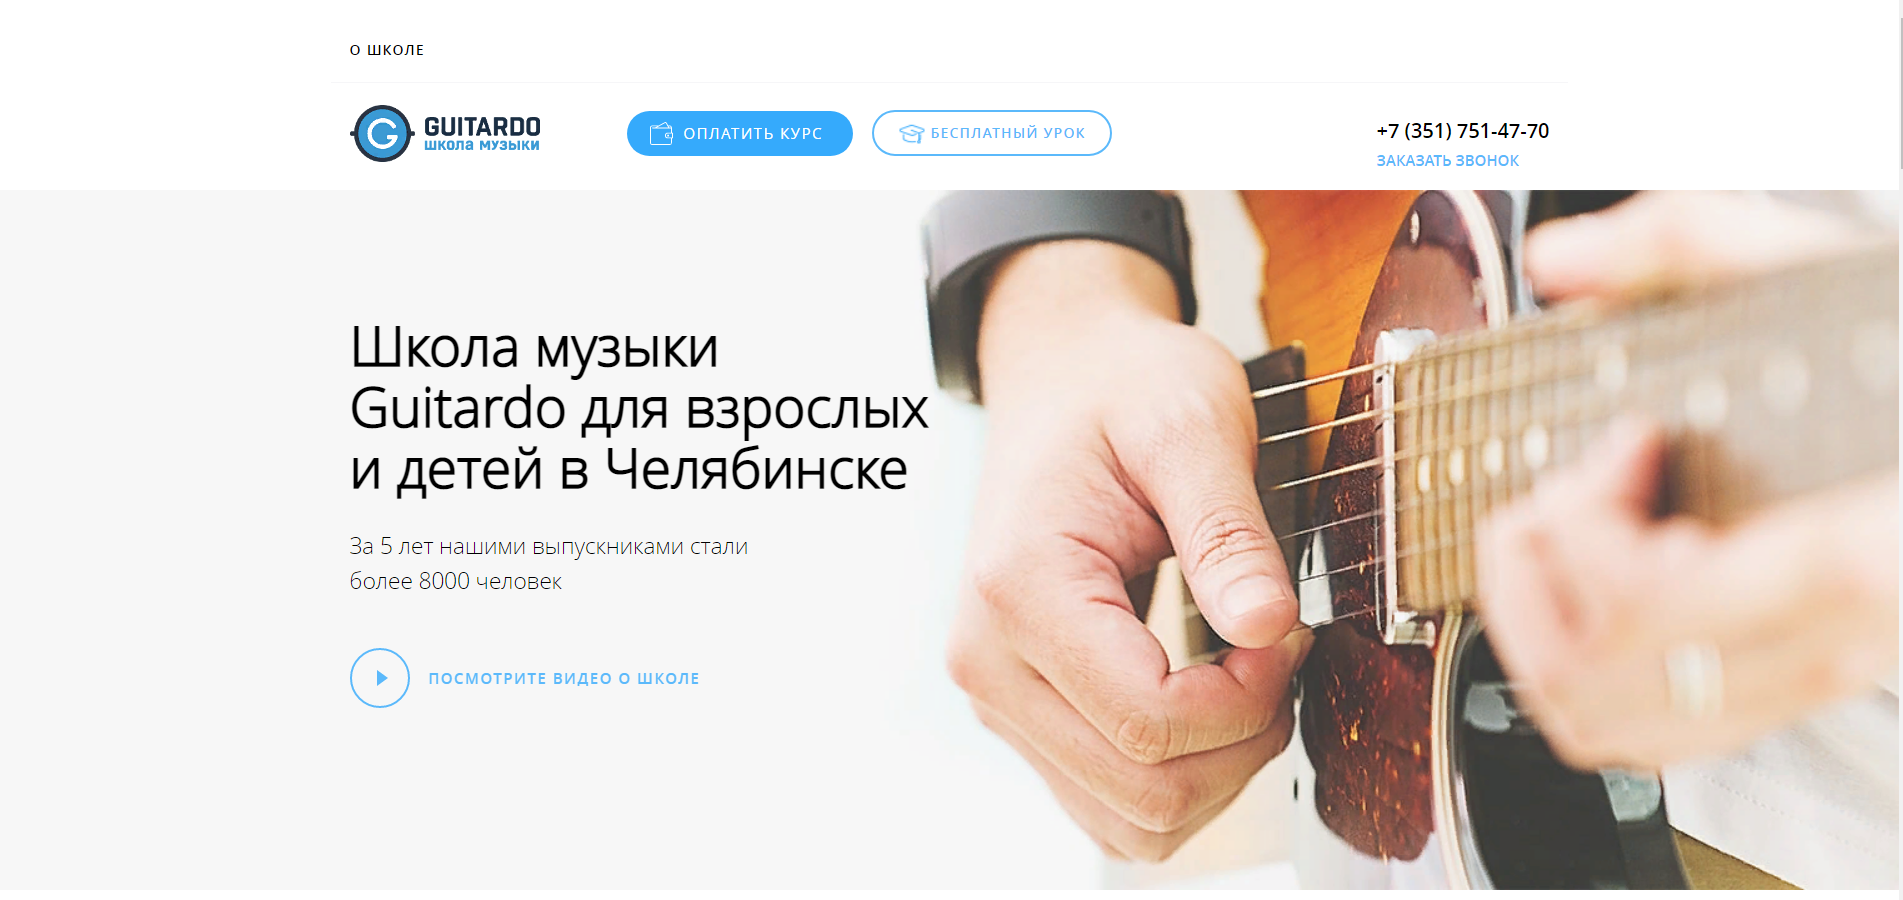 О ШКОЛЕ
GUITARDO
ШКОЛА МУЗЫКИ
ОПЛАТИТЬ КУРС
БЕСПЛАТНЫЙ УРОК
+7 (351) 751-47-70
ЗАКАЗАТЬ ЗВОНОК
Школа музыки
Guitardo для взрослых
и детей в Челябинске
За 5 лет нашими выпускниками стали
более 8000 человек
ПОСМОТРИТЕ ВИДЕО О ШКОЛЕ